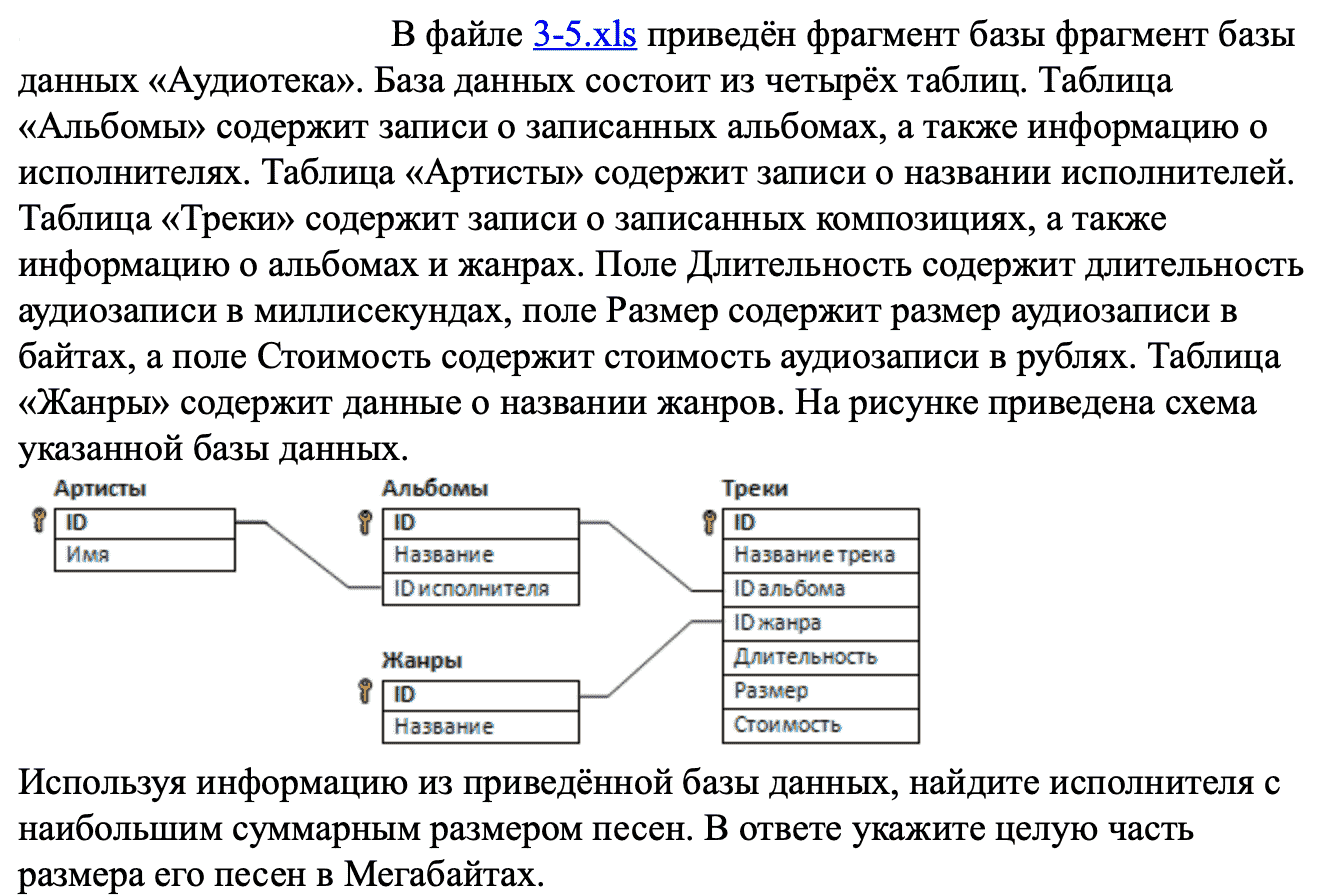 В файле 3-5.xls приведён фрагмент базы фрагмент базы
данных «Аудиотека». База данных состоит из четырёх таблиц. Таблица
«Альбомы» содержит записи о записанных альбомах, а также информацию о
исполнителях. Таблица «Артисты» содержит записи о названии исполнителей.
Таблица «Треки» содержит записи о записанных композициях, а также
информацию о альбомах и жанрах. Поле Длительность содержит длительность
аудиозаписи в миллисекундах, поле Размер содержит размер аудиозаписи в
байтах, а поле Стоимость содержит стоимость аудиозаписи в рублях. Таблица
«Жанры» содержит данные о названии жанров. На рисунке приведена схема
указанной базы данных.
Артисты
ID
Имя
Альбомы
ID
Название
ID исполнителя
Жанры
ID
Название
Треки
ID
Название трека
ID альбома
ID жанра
Длительность
Размер
Стоимость
Используя информацию из приведённой базы данных, найдите исполнителя с
наибольшим суммарным размером песен. В ответе укажите целую часть
размера его песен в Мегабайтах.